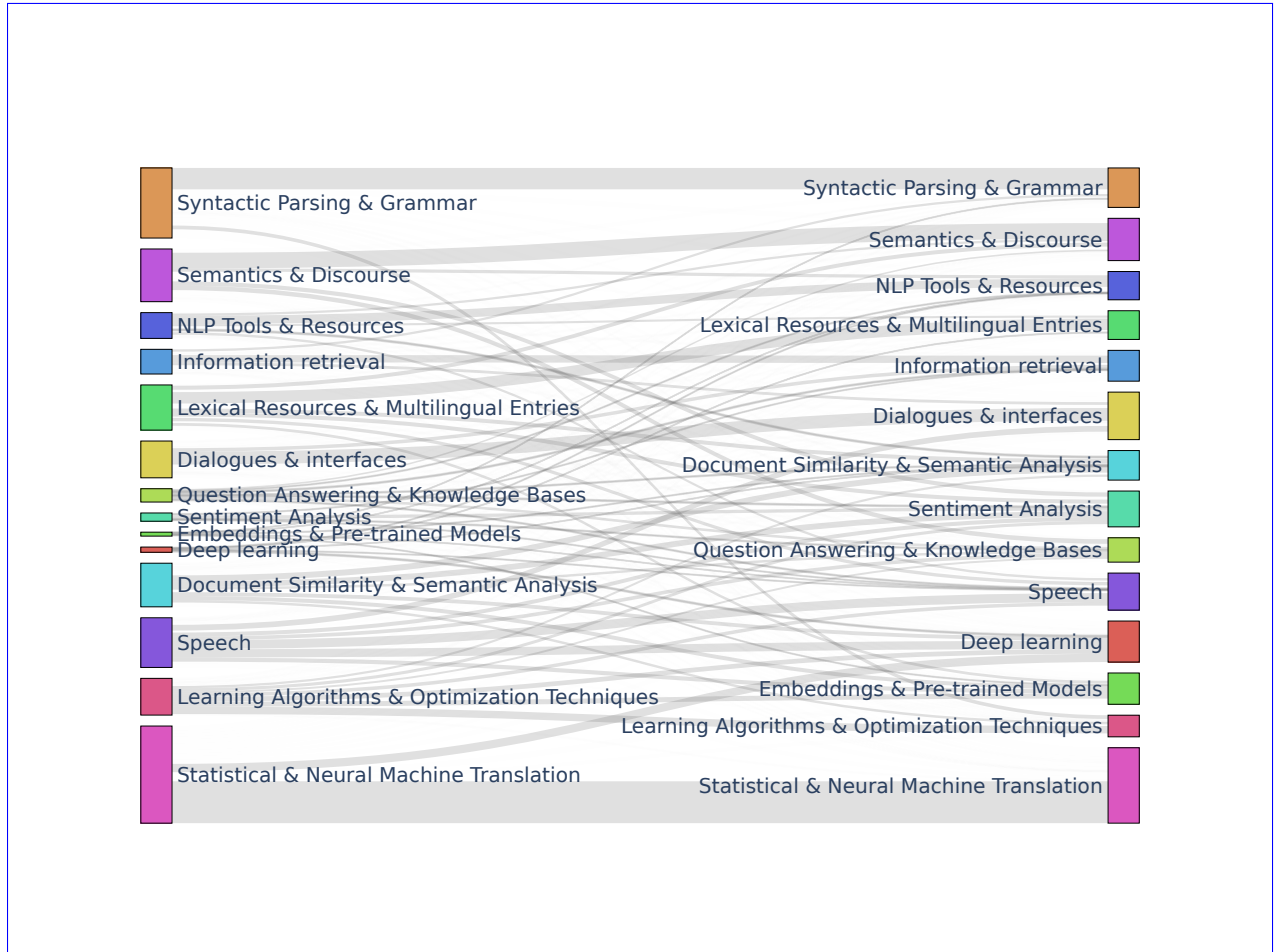 Syntactic Parsing & Grammar
Semantics & Discourse
NLP Tools & Resources
Information retrieval
Lexical Resources & Multilingual Entries
Dialogues & interfaces
Question Answering & Knowledge Bases
Sentiment Analysis
Embeddings & Pre-trained Models
Deep learning
Document Similarity & Semantic Analysis
Speech
Learning Algorithms & Optimization Techniques
Statistical & Neural Machine Translation
Syntactic Parsing & Grammar
Semantics & Discourse
NLP Tools & Resources
Lexical Resources & Multilingual Entries
Information retrieval
Dialogues & interfaces
Document Similarity & Semantic Analysis
Sentiment Analysis
Question Answering & Knowledge Bases
Speech
Deep learning
Embeddings & Pre-trained Models
Learning Algorithms & Optimization Techniques
Statistical & Neural Machine Translation